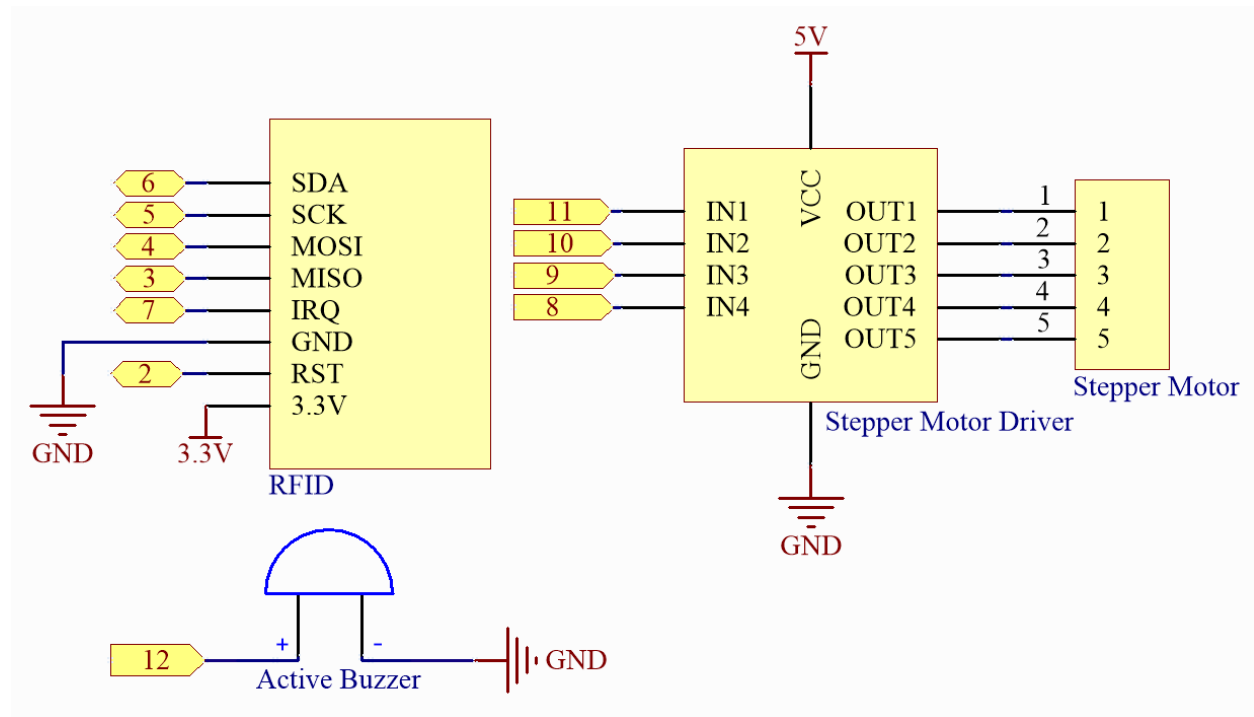 5V
6 SDA
5 SCK
4 MOSI
3 MISO
7 IRQ
GND
2 RST
3.3V
GND
3.3V
RFID
VCC
11 IN1 OUT1 1 1
10 IN2 OUT2 2 2
9 IN3 OUT3 3 3
8 IN4 OUT4 4 4
OUT5 5 5
GND
Stepper Motor
Stepper Motor Driver
GND
12 + -
GND
Active Buzzer